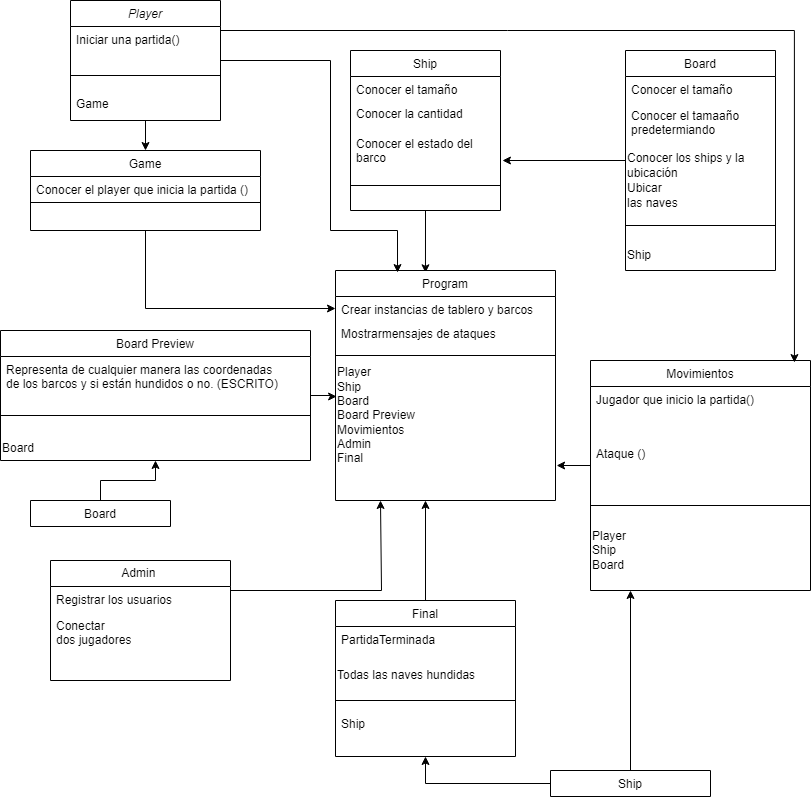 Player
Iniciar una partida()
Game
Game
Conocer el player que inicia la partida ()
Ship
Conocer el tamaño
Conocer la cantidad
Conocer el estado del
barco
Board
Conocer el tamaño
Conocer el tamaaño
predetermiando
Conocer los ships y la
ubicación
Ubicar
las naves
Ship
Program
Crear instancias de tablero y barcos
Mostrarmensajes de ataques
Player
Ship
Board
Board Preview
Movimientos
Admin
Final
Board Preview
Representa de cualquier manera las coordenadas
de los barcos y si están hundidos o no. (ESCRITO)
Board
Board
Movimientos
Jugador que inicio la partida()
Ataque ()
Player
Ship
Board
Admin
Registrar los usuarios
Conectar
dos jugadores
Final
PartidaTerminada
Todas las naves hundidas
Ship
Ship